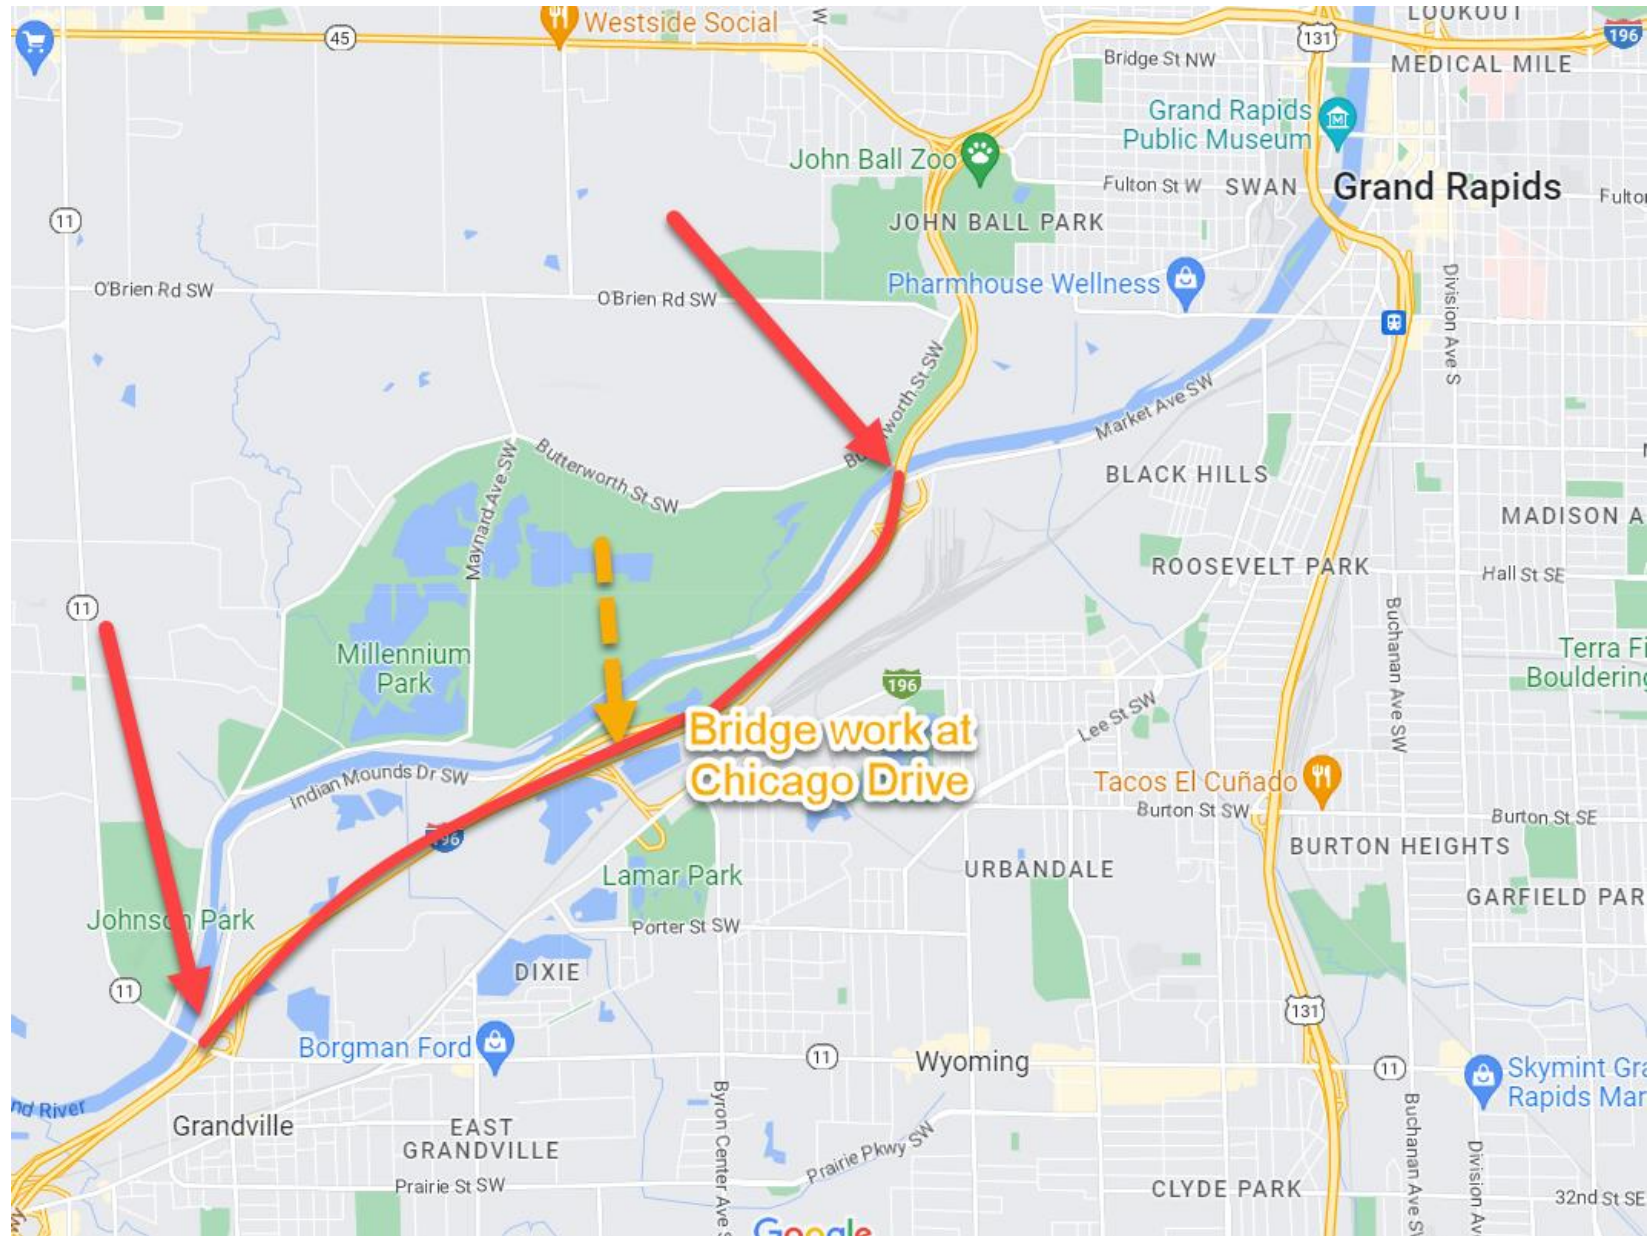 LOOKOUT
Westside Social
45
W
131
196
Bridge St NW
MEDICAL MILE
Grand Rapids
Public Museum
John Ball Zoo
Fulton St W
SWAN
Grand Rapids
Fulto
11
JOHN BALL PARK
Pharmhouse Wellness
O'Brien Rd SW
O'Brien Rd SW
Division Ave S
Butterworth St SW
Market Ave SW
Maynard Ave SW
Butterworth St SW
BLACK HILLS
MADISON A
ROOSEVELT PARK
Hall St SE
11
Buchanan Ave SW
Millennium
Park
Terra Fi
Bouldering
196
Lee St SW
Bridge work at
Chicago Drive
Indian Mounds Dr SW
Tacos El Cuñado
Burton St SW
Burton St SE
196
BURTON HEIGHTS
URBANDALE
Lamar Park
GARFIELD PAR
Johnson Park
Porter St SW
DIXIE
11
131
Borgman Ford
11
Wyoming
11
Skymint Gra
Rapids Mar
nd River
Grandville
EAST
GRANDVILLE
Byron Center Ave S
Buchanan Ave S
Division Av
Prairie Pkwy SW
Prairie St SW
CLYDE PARK
32nd St SE
Google